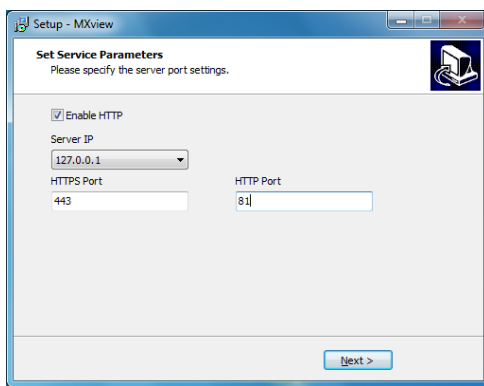 Setup - MXview
Set Service Parameters
Please specify the server port settings.
Enable HTTP
Server IP
127.0.0.1
HTTPS Port HTTP Port
443 81
Next >